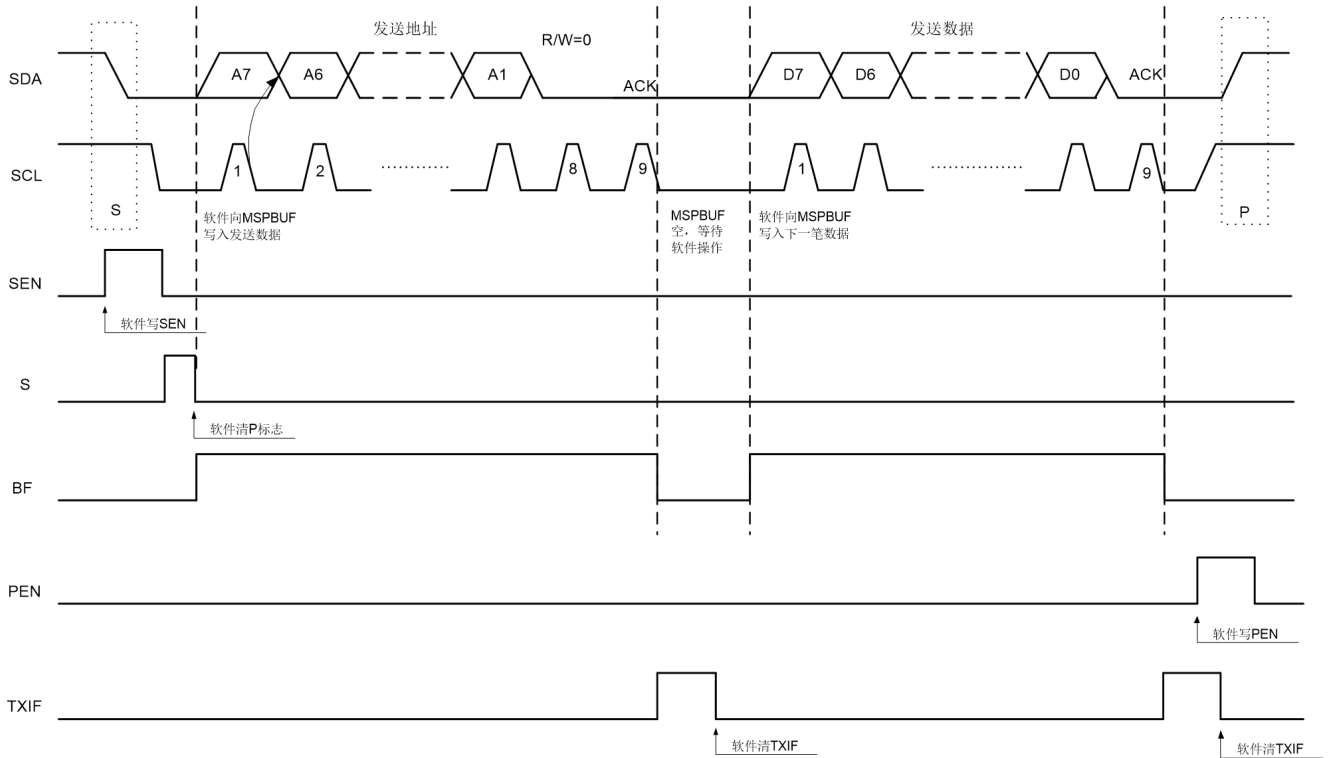 发送地址
R/W=0
发送数据
SDA
A7
A6
A1
ACK
D7
D6
D0
ACK
SCL
1
2
8
9
1
9
S
P
软件向MSPBUF
写入发送数据
MSPBUF
空，等待
软件操作
软件向MSPBUF
写入下一笔数据
SEN
软件写SEN
S
软件清P标志
BF
PEN
软件写PEN
TXIF
软件清TXIF
软件清TXIF